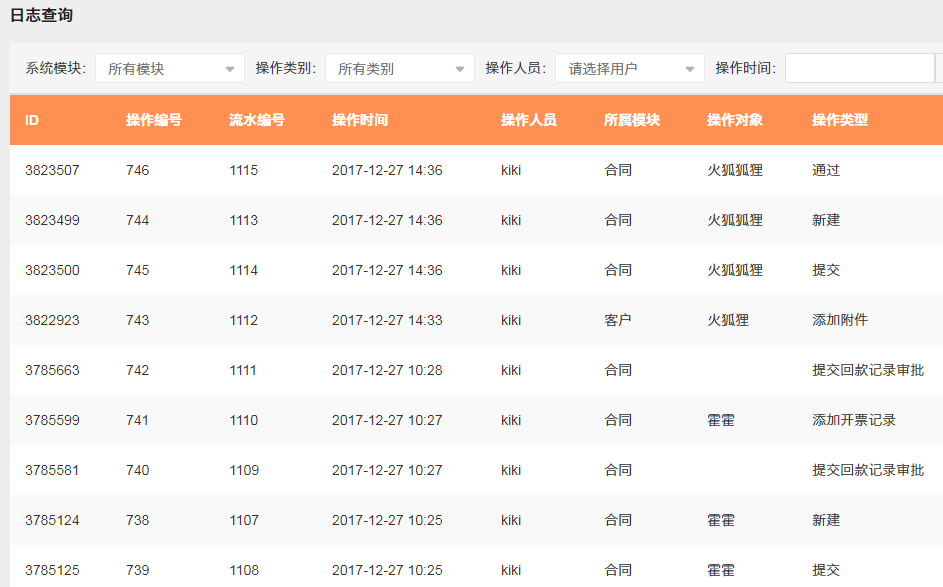 日志查询
系统模块: 所有模块 操作类别: 所有类别 操作人员: 请选择用户 操作时间:
ID 操作编号 流水编号 操作时间 操作人员 所属模块 操作对象 操作类型
3823507 746 1115 2017-12-27 14:36 kiki 合同 火狐狐狸 通过
3823499 744 1113 2017-12-27 14:36 kiki 合同 火狐狐狸 新建
3823500 745 1114 2017-12-27 14:36 kiki 合同 火狐狐狸 提交
3822923 743 1112 2017-12-27 14:33 kiki 客户 火狐狸 添加附件
3785663 742 1111 2017-12-27 10:28 kiki 合同 提交回款记录审批
3785599 741 1110 2017-12-27 10:27 kiki 合同 霍霍 添加开票记录
3785581 740 1109 2017-12-27 10:27 kiki 合同 提交回款记录审批
3785124 738 1107 2017-12-27 10:25 kiki 合同 霍霍 新建
3785125 739 1108 2017-12-27 10:25 kiki 合同 霍霍 提交